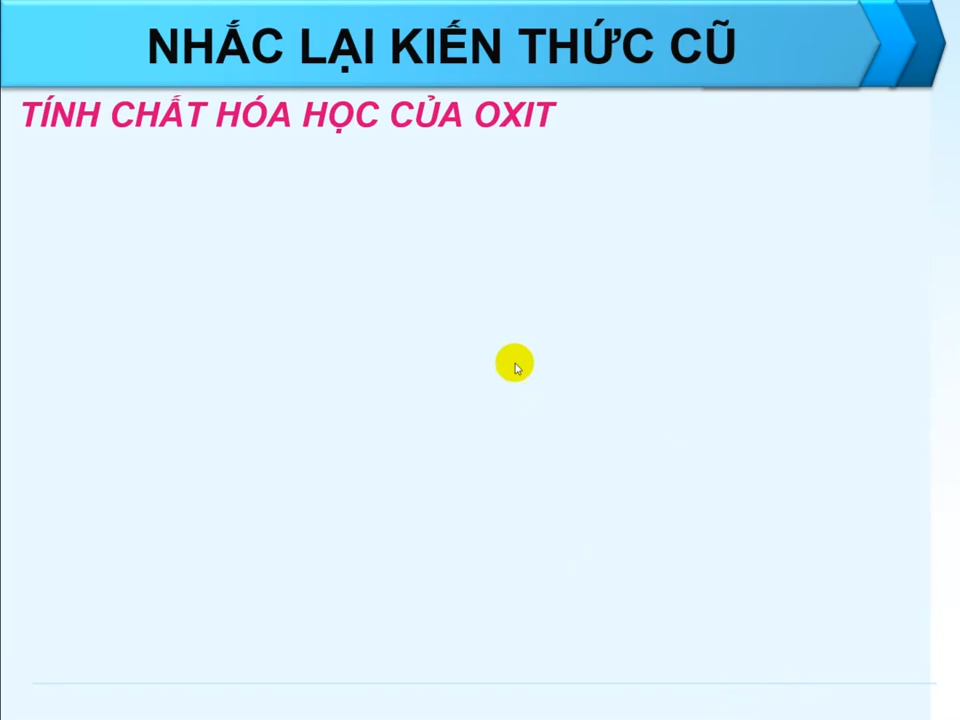 NHẮC LẠI KIẾN THỨC CŨ
TÍNH CHẤT HÓA HỌC CỦA OXIT